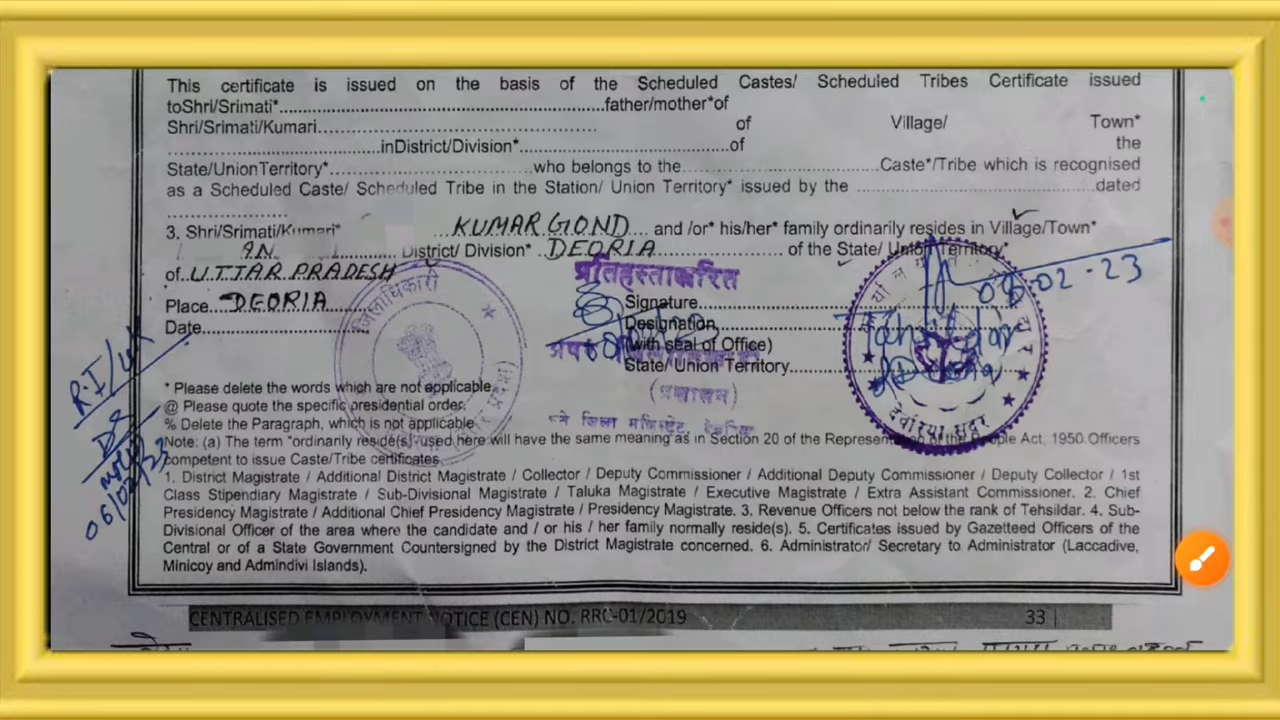 This certificate is issued on the basis of the Scheduled Castes/ Scheduled Tribes Certificate issued
toShri/Srimati*..........father/mother*of
Shri/Srimati/Kumari.......... of Village/ Town*
..........inDistrict/Division*..........of the
State/UnionTerritory*..........who belongs to the..........Caste*/Tribe which is recognised
as a Scheduled Caste/ Scheduled Tribe in the Station/ Union Territory* issued by the ..........dated
..........
3. Shri/Srimati/Kumari* ....KUMAR GOND.... and /or* his/her* family ordinarily resides in Village/Town*
District/ Division* DEORIA.......... of the State/ Union Territory*
of UTTAR PRADESH
प्रतिहस्ताक्षरित
06.02.23
Place DEORIA..........
Signature..........
Date..........
Designation..........
Tahsildar
(with seal of Office)
State/ Union Territory..........
(प्रशासन)
जिलाधिकारी
R.I/
06/02/23
* Please delete the words which are not applicable
@ Please quote the specific presidential order.
% Delete the Paragraph, which is not applicable
Note: (a) The term "ordinarily reside(s) used here will have the same meaning as in Section 20 of the Representation of the People Act, 1950.Officers
competent to issue Caste/Tribe certificates.
1. District Magistrate / Additional District Magistrate / Collector / Deputy Commissioner / Additional Deputy Commissioner / Deputy Collector / 1st
Class Stipendiary Magistrate / Sub-Divisional Magistrate / Taluka Magistrate / Executive Magistrate / Extra Assistant Commissioner. 2. Chief
Presidency Magistrate / Additional Chief Presidency Magistrate / Presidency Magistrate. 3. Revenue Officers not below the rank of Tehsildar. 4. Sub-
Divisional Officer of the area where the candidate and / or his / her family normally reside(s). 5. Certificates issued by Gazetteed Officers of the
Central or of a State Government Countersigned by the District Magistrate concerned. 6. Administrator/ Secretary to Administrator (Laccadive,
Minicoy and Admindivi Islands).
CENTRALISED EMPLOYMENT NOTICE (CEN) NO. RRC-01/2019 33 |